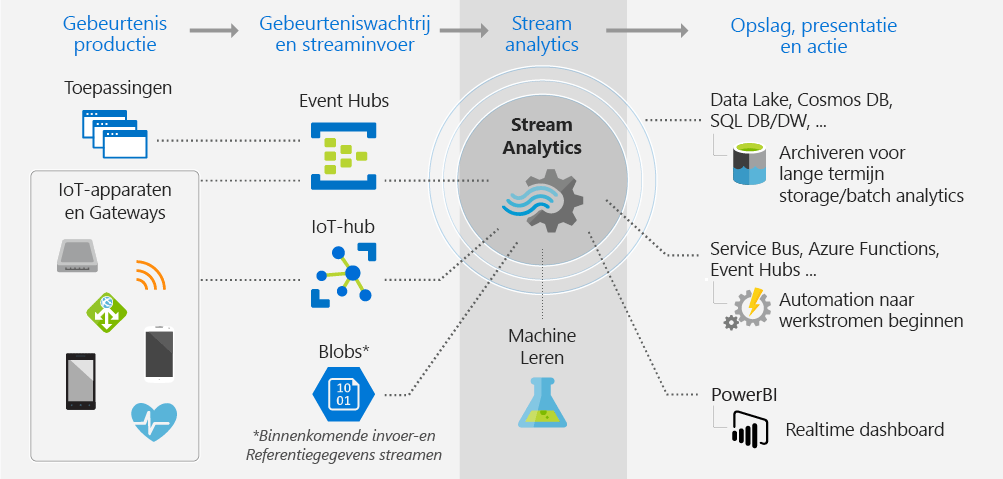 Gebeurtenis
productie
Gebeurteniswachtrij
en streaminvoer
Stream
analytics
Opslag, presentatie
en actie
Toepassingen
IoT-apparaten
en Gateways
Event Hubs
IoT-hub
Blobs*
10
01
*Binnenkomende invoer-en
Referentiegegevens streamen
Stream
Analytics
Machine
Leren
Data Lake, Cosmos DB,
SQL DB/DW, ...
Archiveren voor
lange termijn
storage/batch analytics
Service Bus, Azure Functions,
Event Hubs ...
Automation naar
werkstromen beginnen
PowerBI
Realtime dashboard